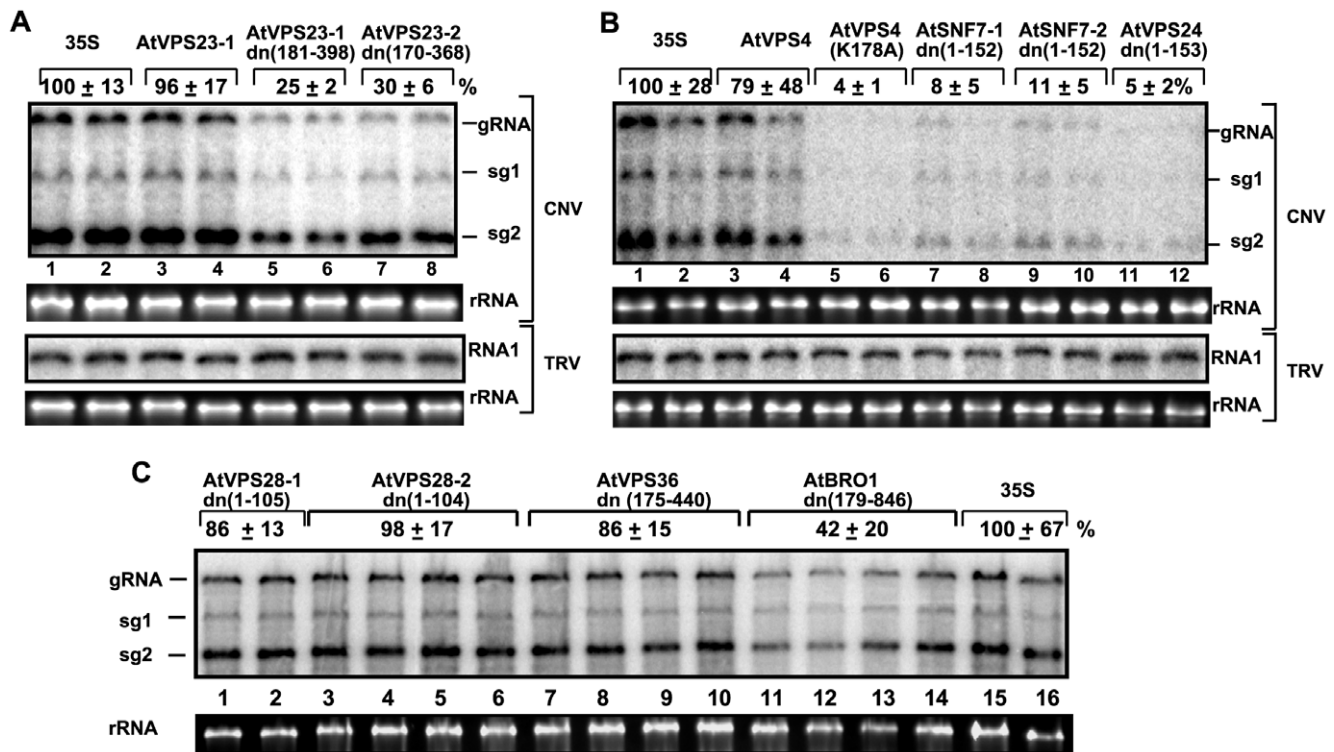 A
35S AtVPS23-1 AtVPS23-1 AtVPS23-2
dn(181-398) dn(170-368)
100 ± 13 96 ± 17 25 ± 2 30 ± 6 %
gRNA
sg1
CNV
sg2
1 2 3 4 5 6 7 8
rRNA
RNA1
TRV
rRNA
B
35S AtVPS4 AtVPS4 AtSNF7-1 AtSNF7-2 AtVPS24
(K178A) dn(1-152) dn(1-152) dn(1-153)
100 ± 28 79 ± 48 4 ± 1 8 ± 5 11 ± 5 5 ± 2%
gRNA
sg1
CNV
sg2
1 2 3 4 5 6 7 8 9 10 11 12
rRNA
RNA1
TRV
rRNA
C
AtVPS28-1 AtVPS28-2 AtVPS36 AtBRO1 35S
dn(1-105) dn(1-104) dn (175-440) dn(179-846)
86 ± 13 98 ± 17 86 ± 15 42 ± 20 100 ± 67 %
gRNA
sg1
sg2
1 2 3 4 5 6 7 8 9 10 11 12 13 14 15 16
rRNA